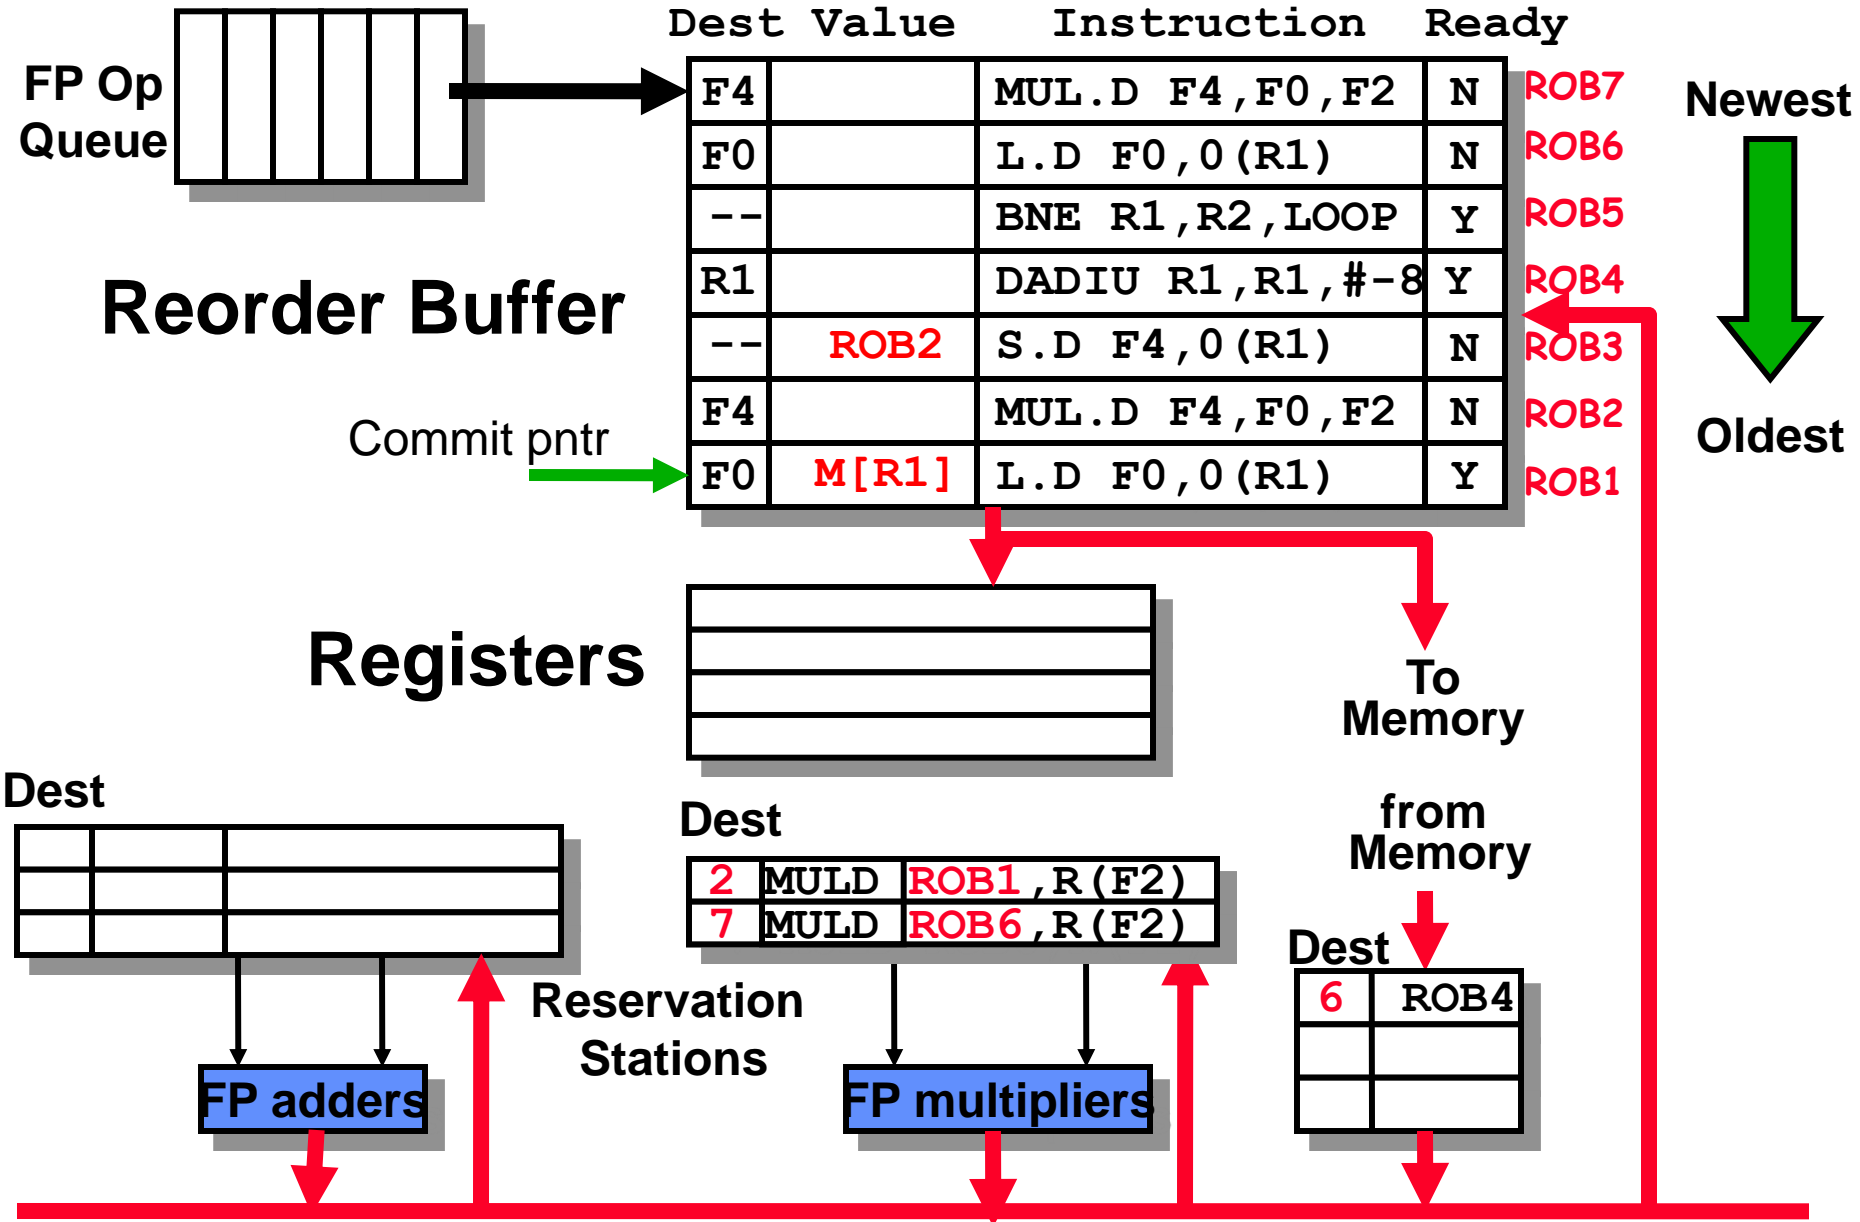 Dest Value Instruction Ready
FP Op
Queue
F4 MUL.D F4,F0,F2 N ROB7
F0 L.D F0,0(R1) N ROB6
-- BNE R1,R2,LOOP Y ROB5
R1 DADIU R1,R1,#-8 Y ROB4
-- ROB2 S.D F4,0(R1) N ROB3
F4 MUL.D F4,F0,F2 N ROB2
F0 M[R1] L.D F0,0(R1) Y ROB1
Newest
Oldest
Reorder Buffer
Commit pntr
Registers
To
Memory
from
Memory
Dest
Dest
2 MULD ROB1,R(F2)
7 MULD ROB6,R(F2)
Dest
6 ROB4
Reservation
Stations
FP adders
FP multipliers